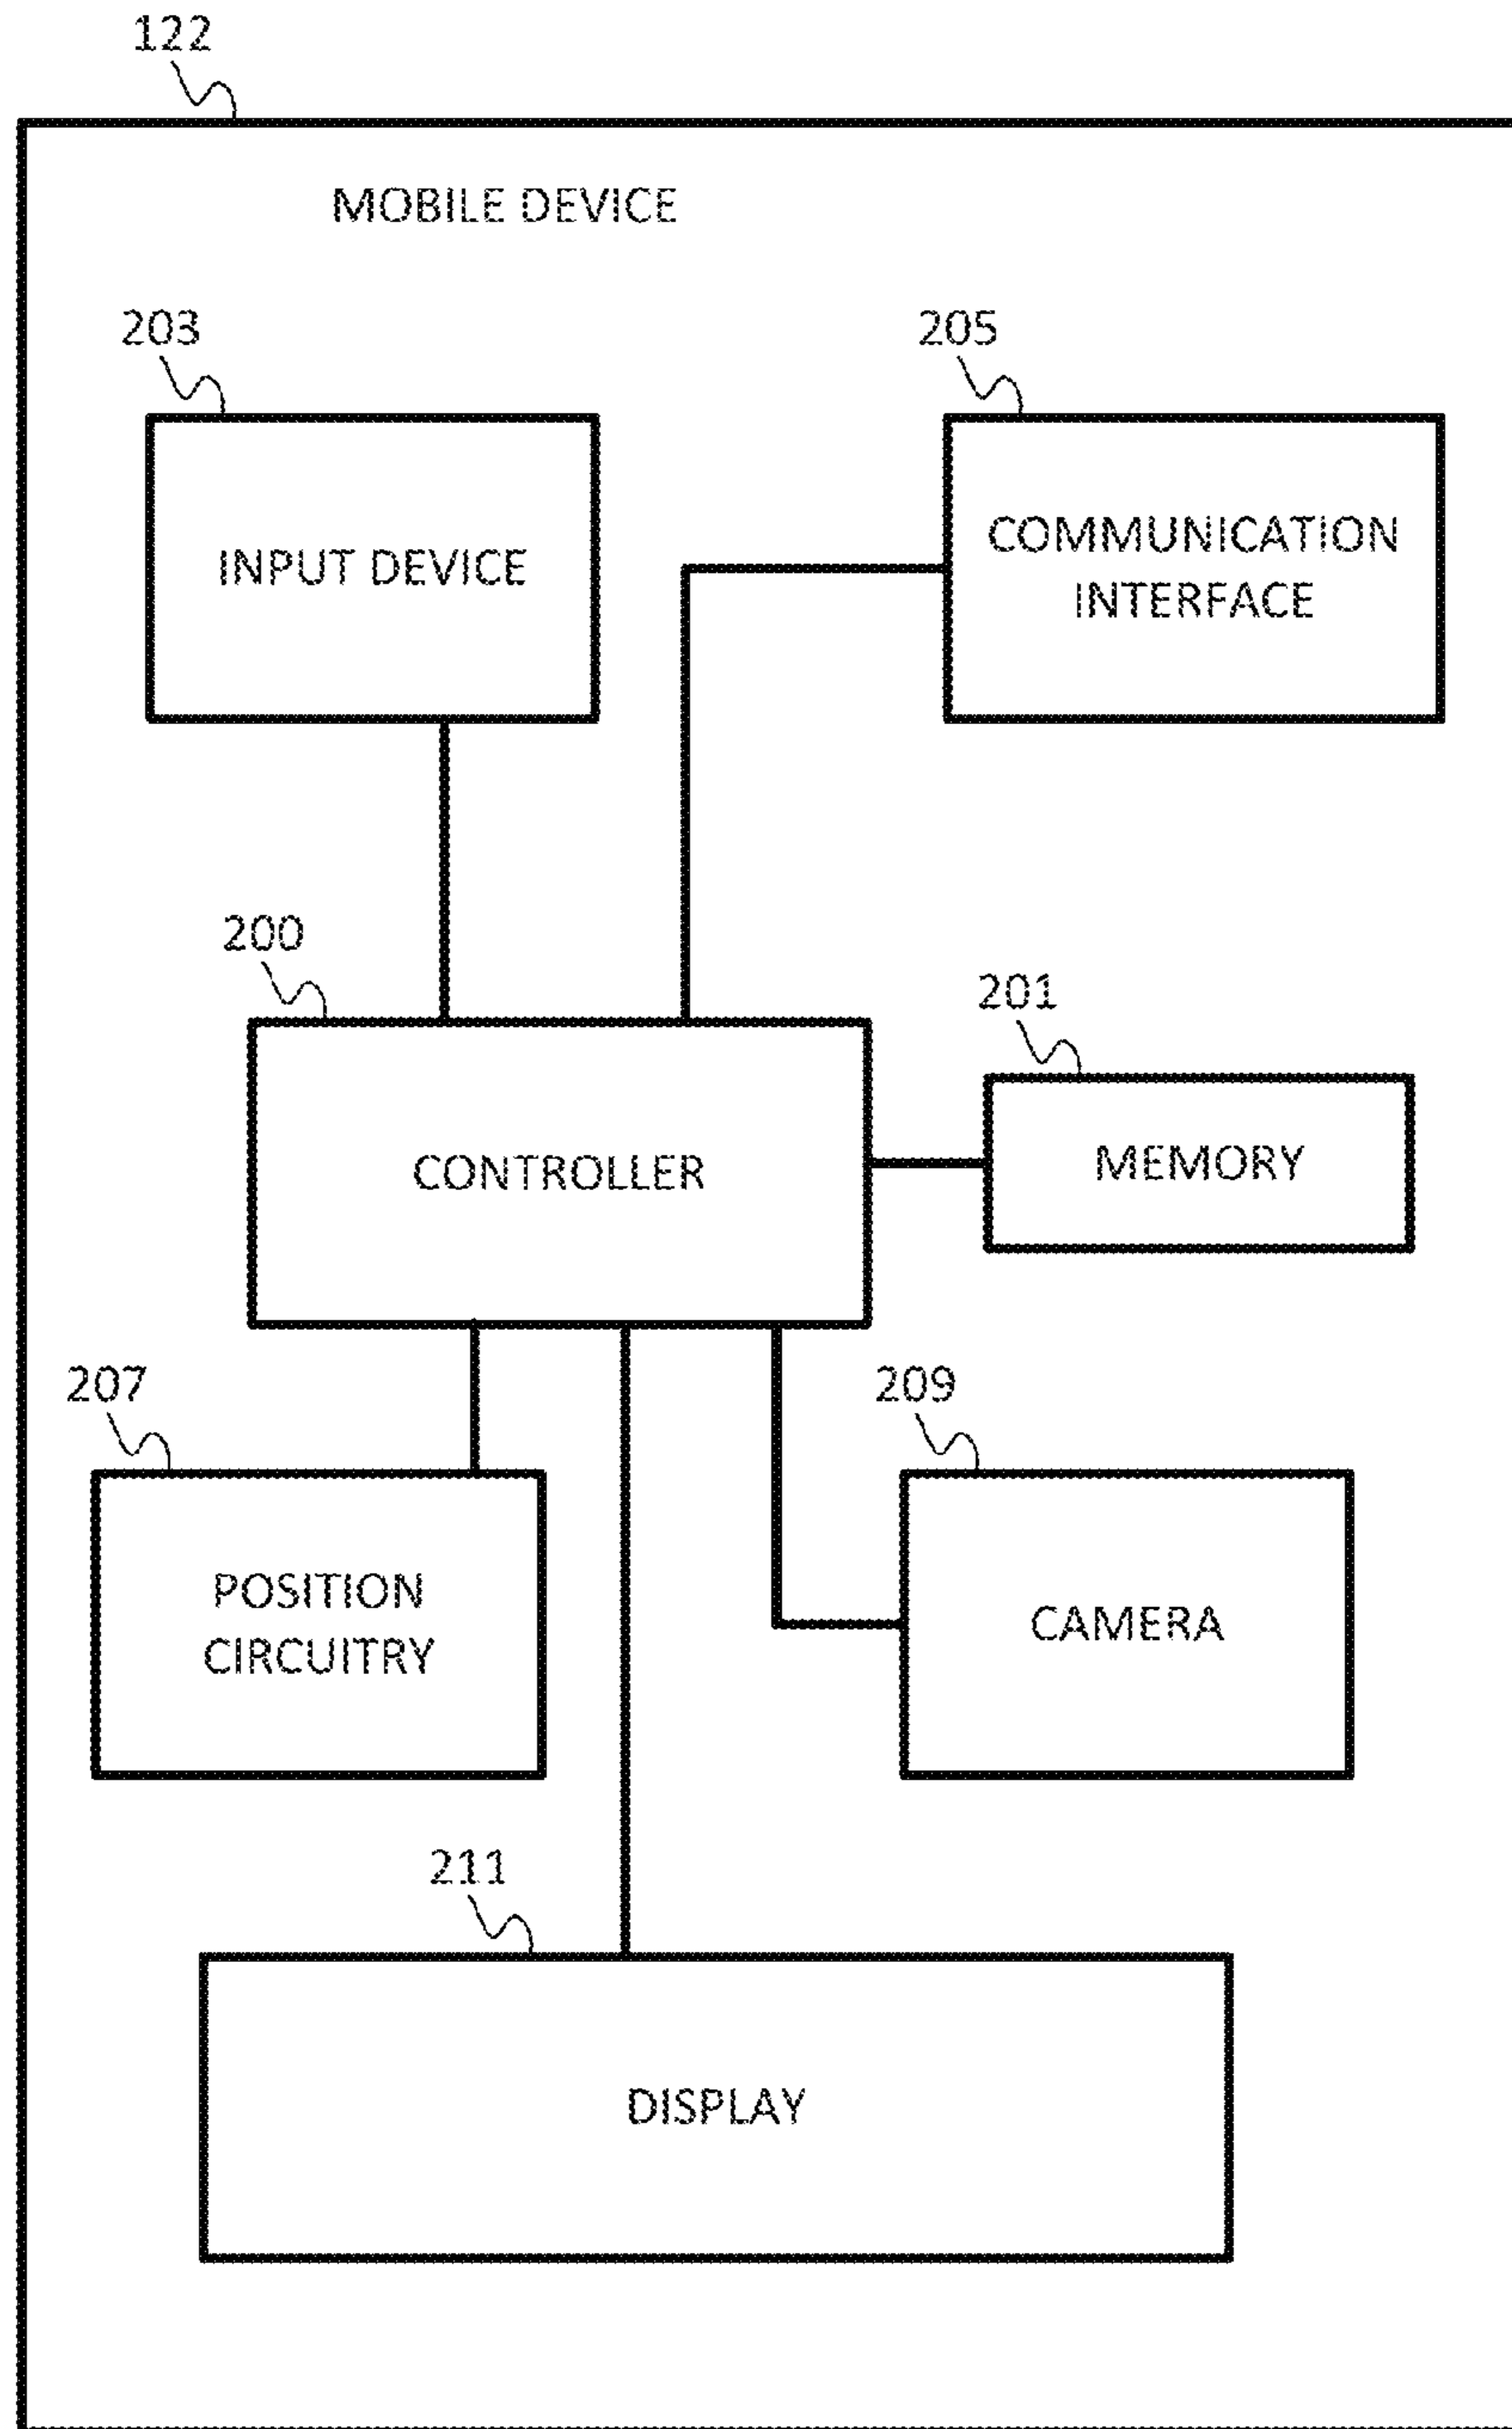 122
MOBILE DEVICE
203
205
INPUT DEVICE
COMMUNICATION
INTERFACE
200
201
CONTROLLER
MEMORY
207
209
POSITION
CIRCUITRY
CAMERA
211
DISPLAY